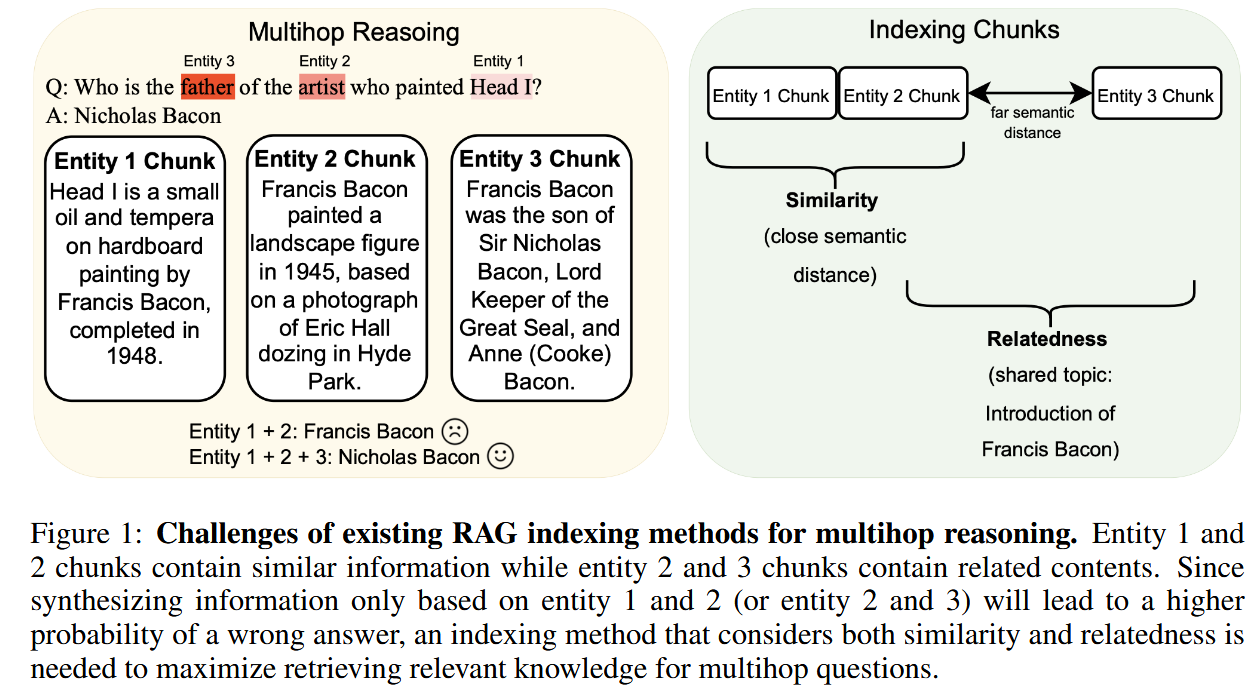 Multihop Reasoing
Entity 3 Entity 2 Entity 1
Q: Who is the father of the artist who painted Head I?
A: Nicholas Bacon
Entity 1 Chunk
Head I is a small
oil and tempera
on hardboard
painting by
Francis Bacon,
completed in
1948.
Entity 2 Chunk
Francis Bacon
painted a
landscape figure
in 1945, based
on a photograph
of Eric Hall
dozing in Hyde
Park.
Entity 3 Chunk
Francis Bacon
was the son of
Sir Nicholas
Bacon, Lord
Keeper of the
Great Seal, and
Anne (Cooke)
Bacon.
Entity 1 + 2: Francis Bacon
Entity 1 + 2 + 3: Nicholas Bacon
Indexing Chunks
Entity 1 Chunk Entity 2 Chunk Entity 3 Chunk
far semantic
distance
Similarity
(close semantic
distance)
Relatedness
(shared topic:
Introduction of
Francis Bacon)
Figure 1: Challenges of existing RAG indexing methods for multihop reasoning. Entity 1 and
2 chunks contain similar information while entity 2 and 3 chunks contain related contents. Since
synthesizing information only based on entity 1 and 2 (or entity 2 and 3) will lead to a higher
probability of a wrong answer, an indexing method that considers both similarity and relatedness is
needed to maximize retrieving relevant knowledge for multihop questions.